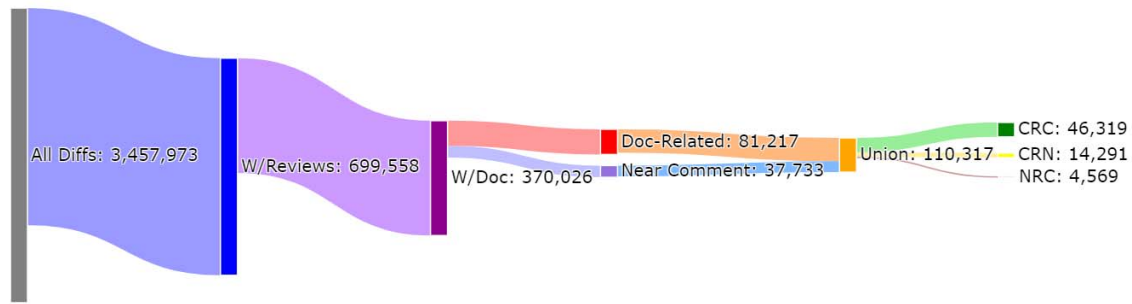 All Diffs: 3,457,973
W/Reviews: 699,558
W/Doc: 370,026
Doc-Related: 81,217
Near Comment: 37,733
Union: 110,317
CRC: 46,319
CRN: 14,291
NRC: 4,569